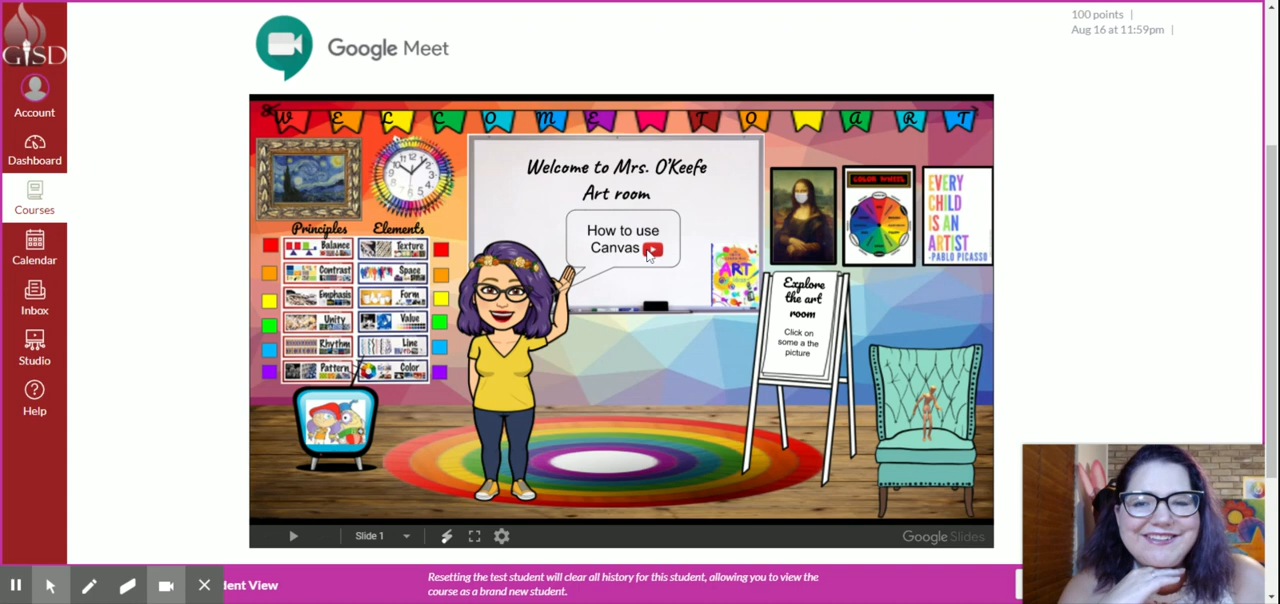 100 points |
Aug 16 at 11:59pm |
GISD
Google Meet
Account
Dashboard
Courses
Calendar
Inbox
Studio
Help
WELCOME TO ART
Welcome to Mrs. O'Keefe
Art room
How to use
Canvas
Principles
Elements
Balance
Texture
Contrast
Space
Emphasis
Form
Unity
Value
Rhythm
Line
Pattern
Color
ART
COLOR WHEEL
EVERY
CHILD
IS AN
ARTIST
-PABLO PICASSO
Explore
the art
room
Click on
some a the
picture
Slide 1
Google Slides
dent View
Resetting the test student will clear all history for this student, allowing you to view the
course as a brand new student.